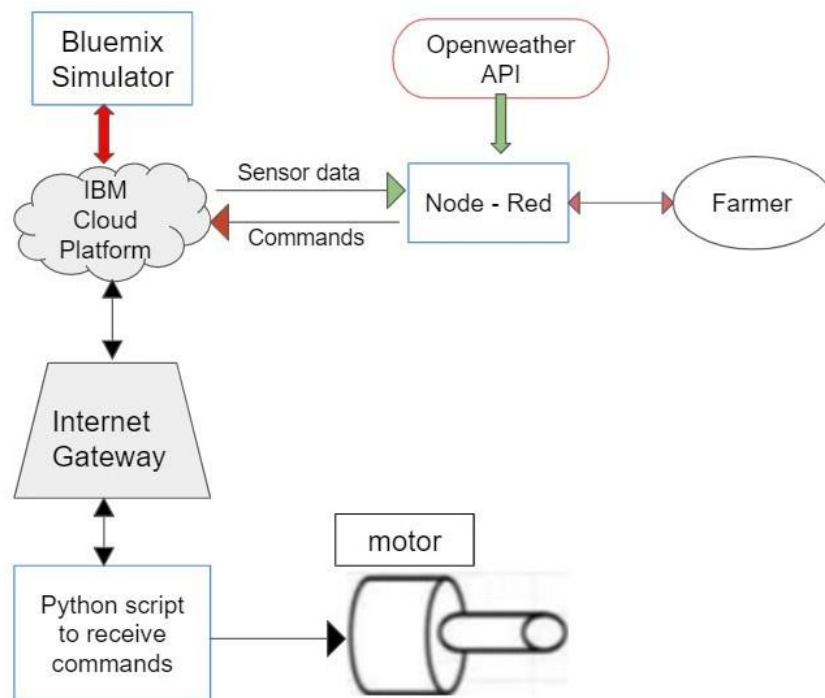 Bluemix
Simulator
Openweather
API
IBM
Cloud
Platform
Sensor data
Commands
Node - Red
Farmer
Internet
Gateway
motor
Python script
to receive
commands